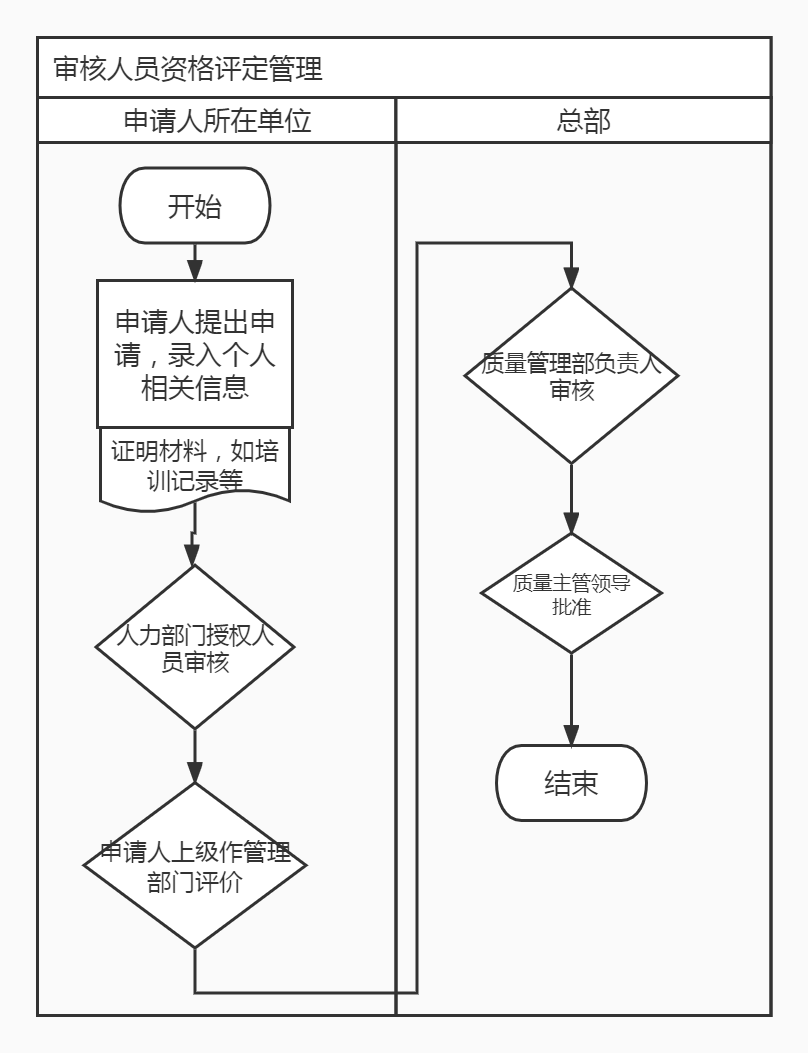 审核人员资格评定管理
申请人所在单位
总部
开始
申请人提出申
请，录入个人
相关信息
证明材料，如培
训记录等
人力部门授权人
员审核
申请人上级作管理
部门评价
质量管理部负责人
审核
质量主管领导
批准
结束